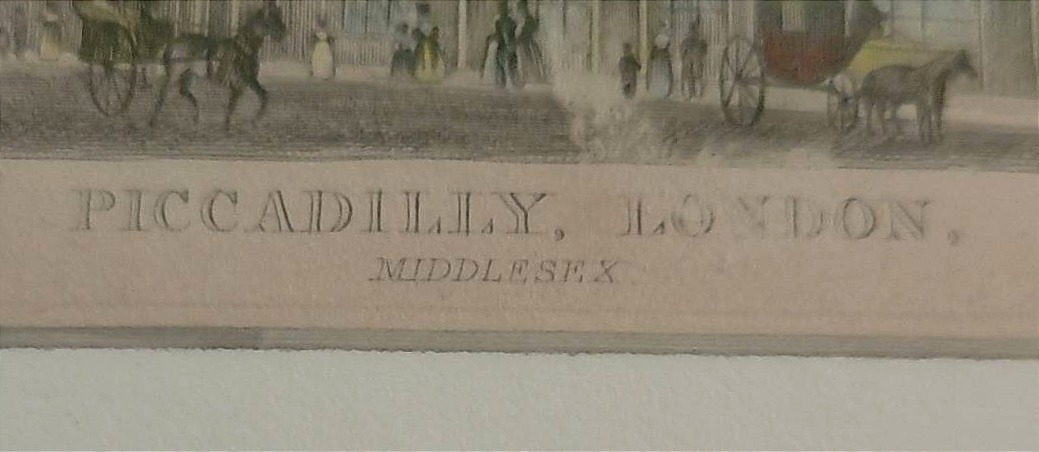 PICCADILLY, LONDON,
MIDDLESEX